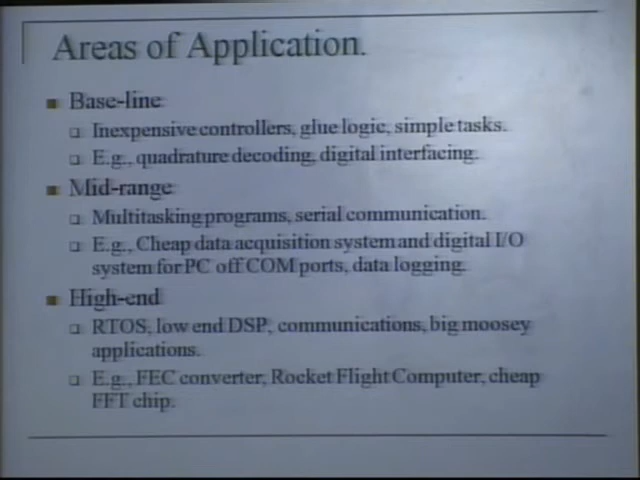 Areas of Application.
Base-line
Inexpensive controllers, glue logic, simple tasks.
E.g., quadrature decoding, digital interfacing.
Mid-range
Multitasking programs, serial communication.
E.g., Cheap data acquisition system and digital I/O
system for PC off COM ports, data logging.
High-end
RTOS, low end DSP, communications, big moosey
applications.
E.g., FEC converter, Rocket Flight Computer, cheap
FFT chip.